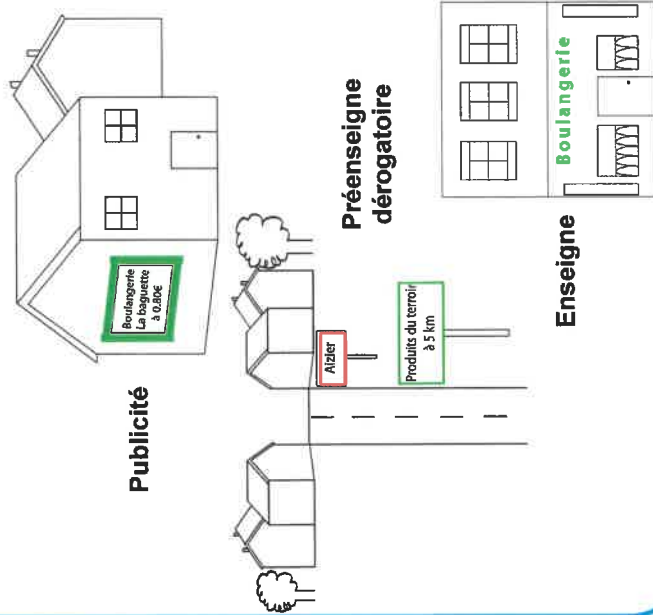 Publicité
Boulangerie
La baguette
à 0.80€
Préenseigne
dérogatoire
Aizier
Produits du terroir
à 5 km
Enseigne
Boulangerie